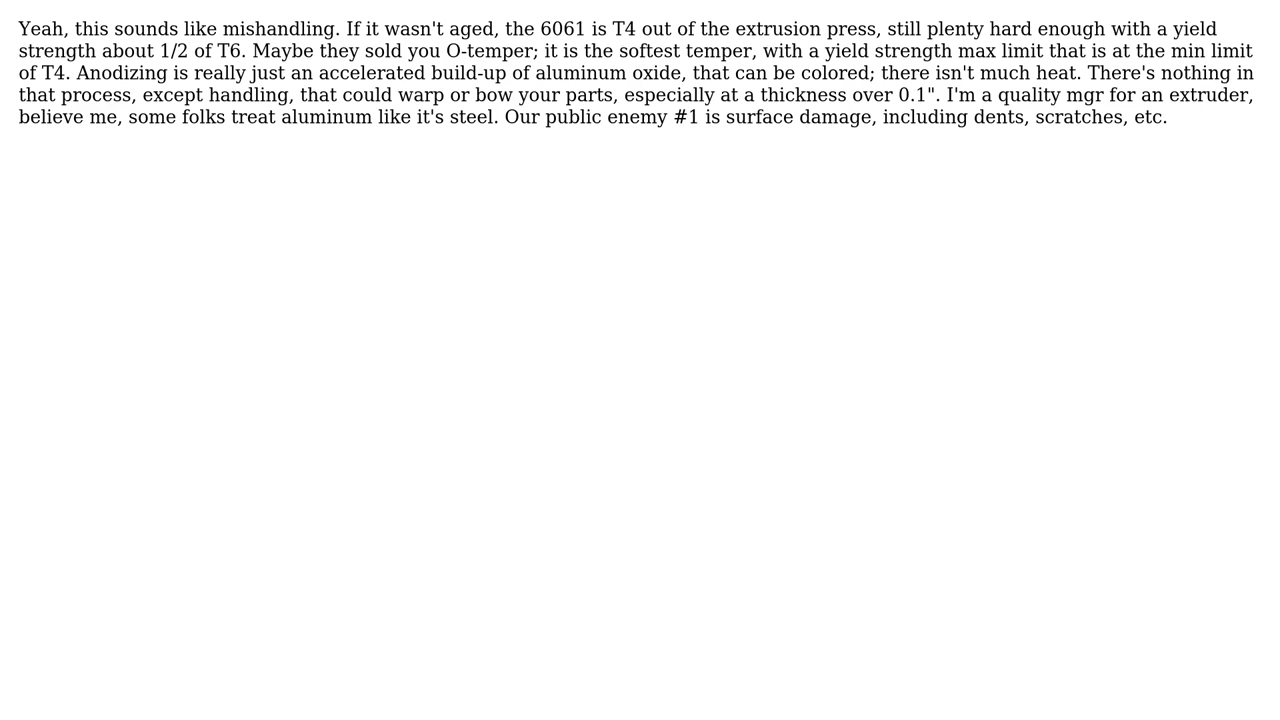 Yeah, this sounds like mishandling. If it wasn't aged, the 6061 is T4 out of the extrusion press, still plenty hard enough with a yield
strength about 1/2 of T6. Maybe they sold you O-temper; it is the softest temper, with a yield strength max limit that is at the min limit
of T4. Anodizing is really just an accelerated build-up of aluminum oxide, that can be colored; there isn't much heat. There's nothing in
that process, except handling, that could warp or bow your parts, especially at a thickness over 0.1". I'm a quality mgr for an extruder,
believe me, some folks treat aluminum like it's steel. Our public enemy #1 is surface damage, including dents, scratches, etc.